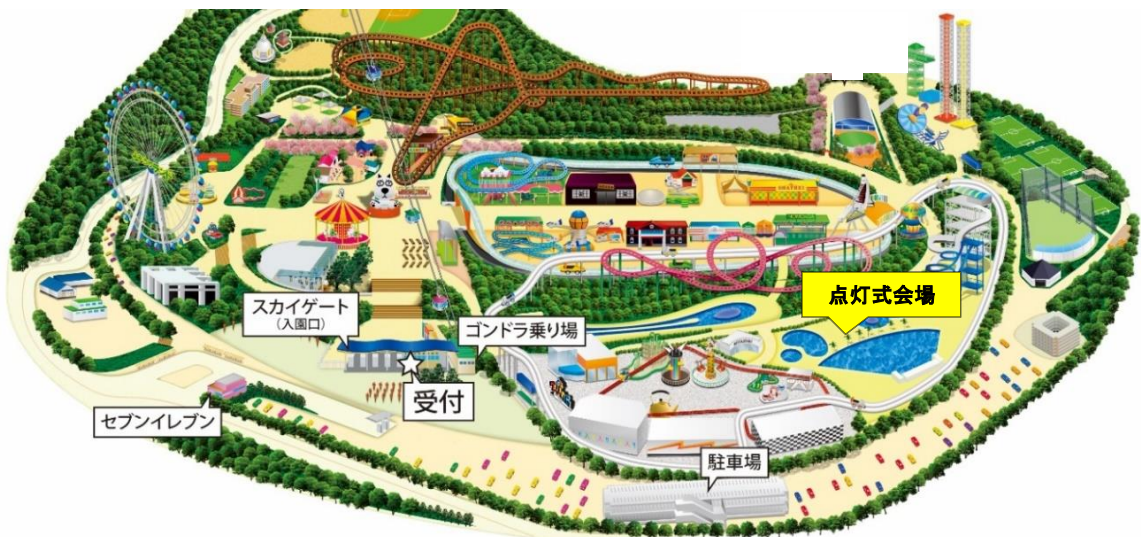 点灯式会場
スカイゲート
(入園口)
ゴンドラ乗り場
受付
セブンイレブン
駐車場